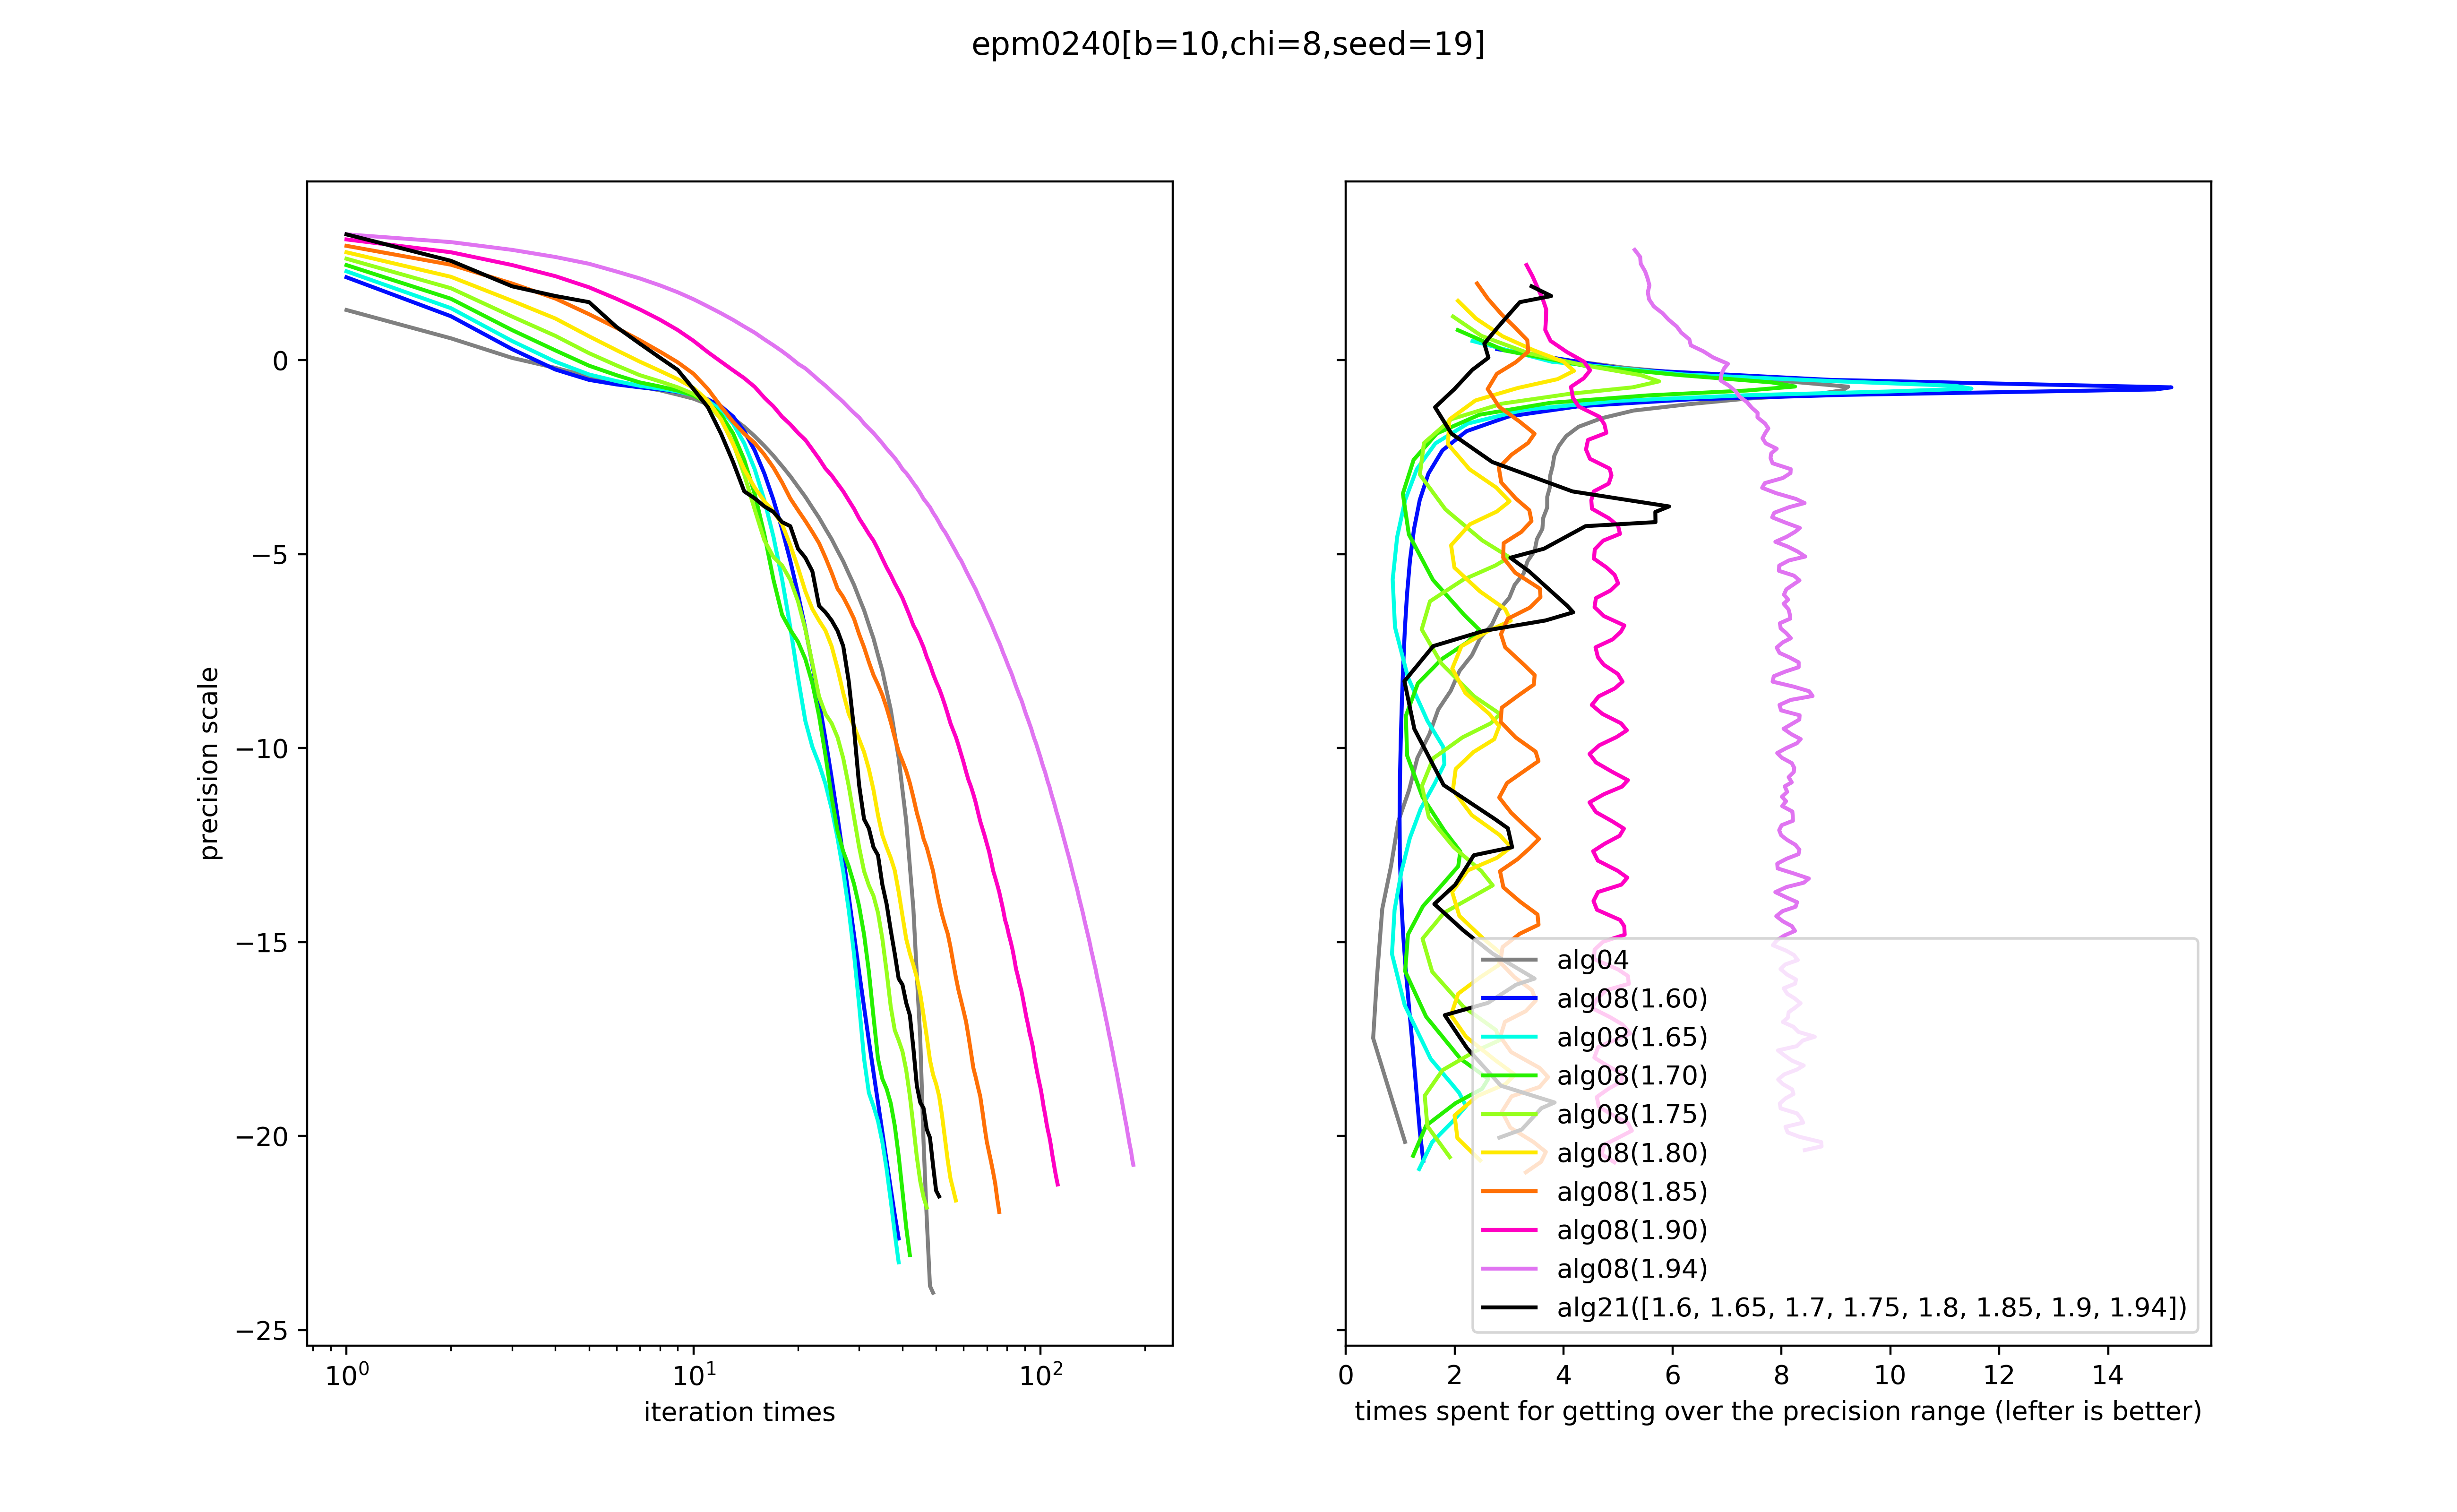 epm0240[b=10,chi=8,seed=19]
precision scale
0
−5
−10
−15
−20
−25
10⁰
10¹
10²
iteration times
alg04
alg08(1.60)
alg08(1.65)
alg08(1.70)
alg08(1.75)
alg08(1.80)
alg08(1.85)
alg08(1.90)
alg08(1.94)
alg21([1.6, 1.65, 1.7, 1.75, 1.8, 1.85, 1.9, 1.94])
0 2 4 6 8 10 12 14
times spent for getting over the precision range (lefter is better)